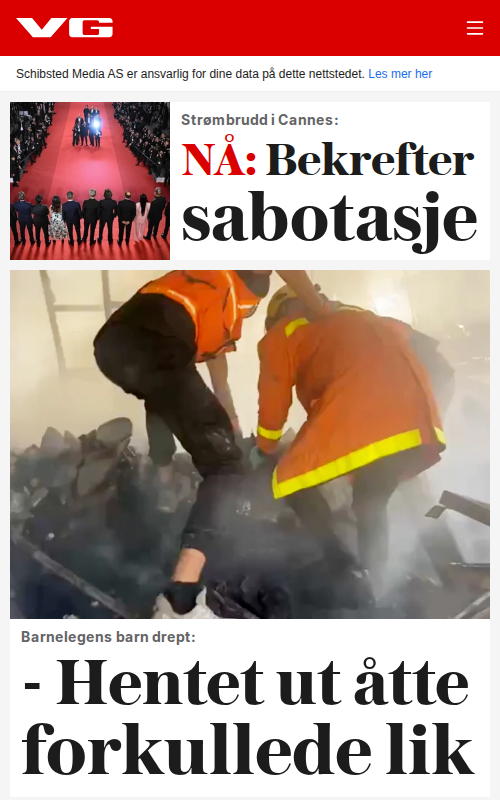 VG
Schibsted Media AS er ansvarlig for dine data på dette nettstedet. Les mer her
Strømbrudd i Cannes:
NÅ: Bekrefter
sabotasje
Barnelegens barn drept:
- Hentet ut åtte
forkullede lik